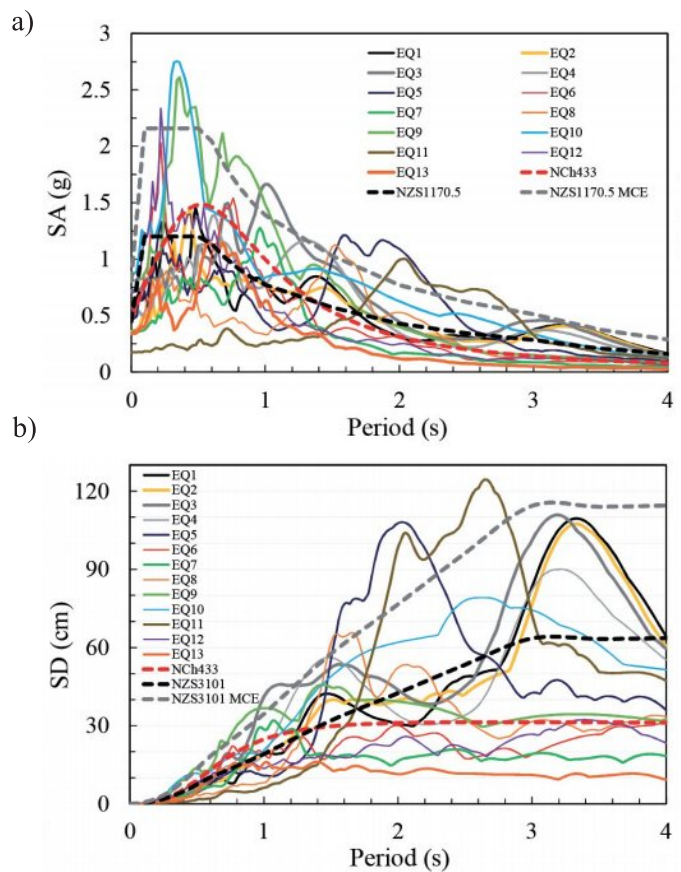 a)
3
2.5
2
1.5
1
0.5
0
SA (g)
EQ1 EQ2
EQ3 EQ4
EQ5 EQ6
EQ7 EQ8
EQ9 EQ10
EQ11 EQ12
EQ13 NCh433
NZS1170.5 NZS1170.5 MCE
0 1 2 3 4
Period (s)
b)
120
90
60
30
0
SD (cm)
EQ1
EQ2
EQ3
EQ4
EQ5
EQ6
EQ7
EQ8
EQ9
EQ10
EQ11
EQ12
EQ13
NCh433
NZS3101
NZS3101 MCE
0 1 2 3 4
Period (s)